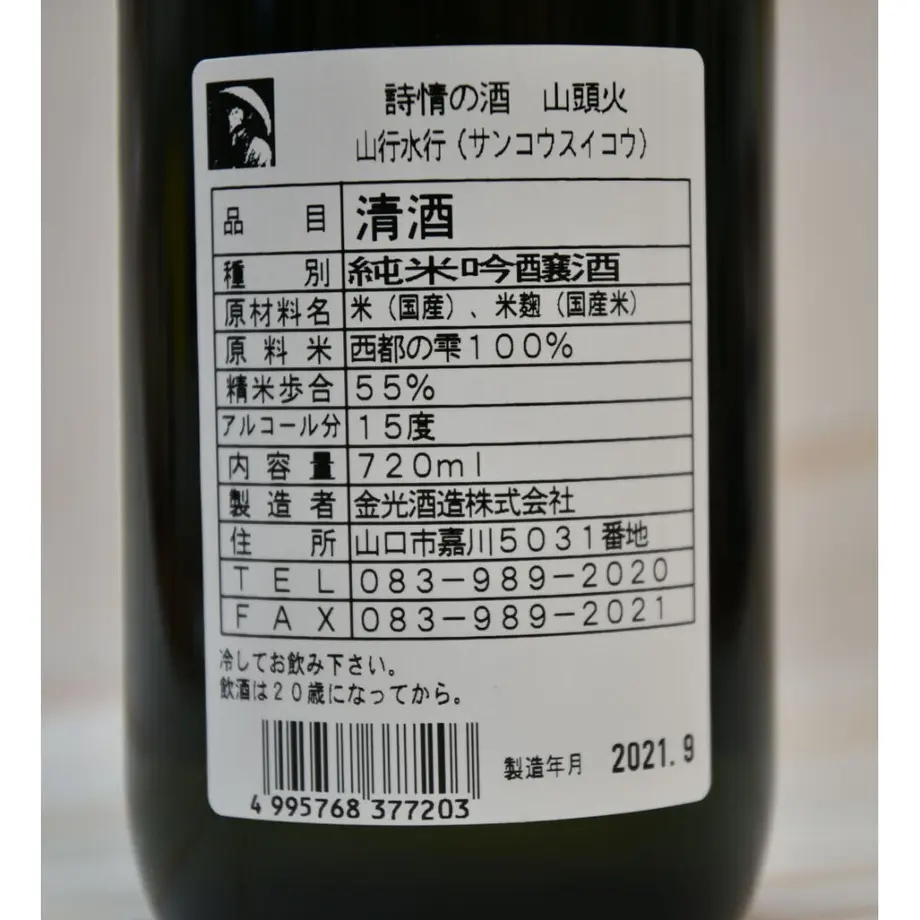 詩情の酒　山頭火
山行水行（サンコウスイコウ）
品目 清酒
種別 純米吟醸酒
原材料名 米（国産）、米麹（国産米）
原料米 西都の雫１００％
精米歩合 ５５％
アルコール分 １５度
内容量 ７２０ｍｌ
製造者 金光酒造株式会社
住所 山口市嘉川５０３１番地
ＴＥＬ ０８３−９８９−２０２０
ＦＡＸ ０８３−９８９−２０２１
冷してお飲み下さい。
飲酒は２０歳になってから。
製造年月 2021.9
4 995768 377203